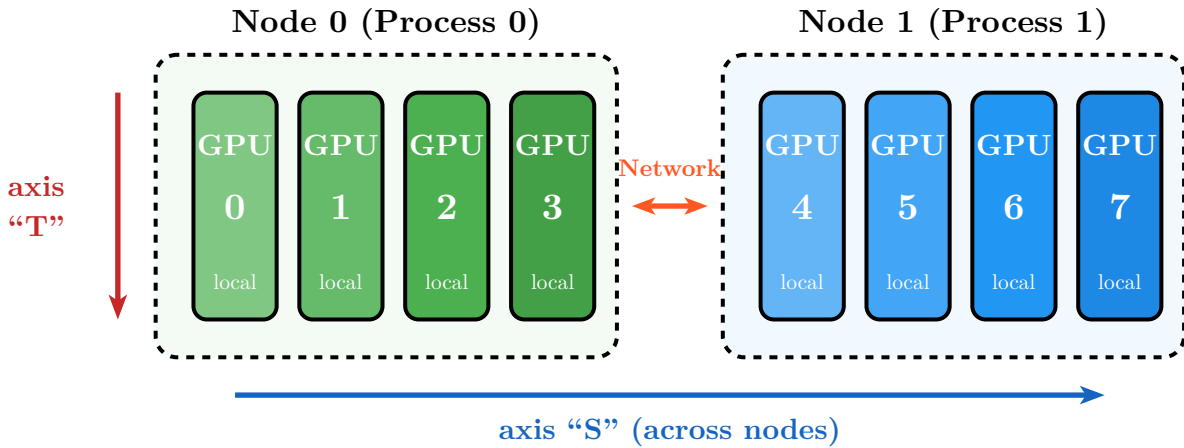 Node 0 (Process 0)
Node 1 (Process 1)
GPU GPU GPU GPU
Network
GPU GPU GPU GPU
axis
“T”
0 1 2 3
4 5 6 7
local local local local
local local local local
axis “S” (across nodes)